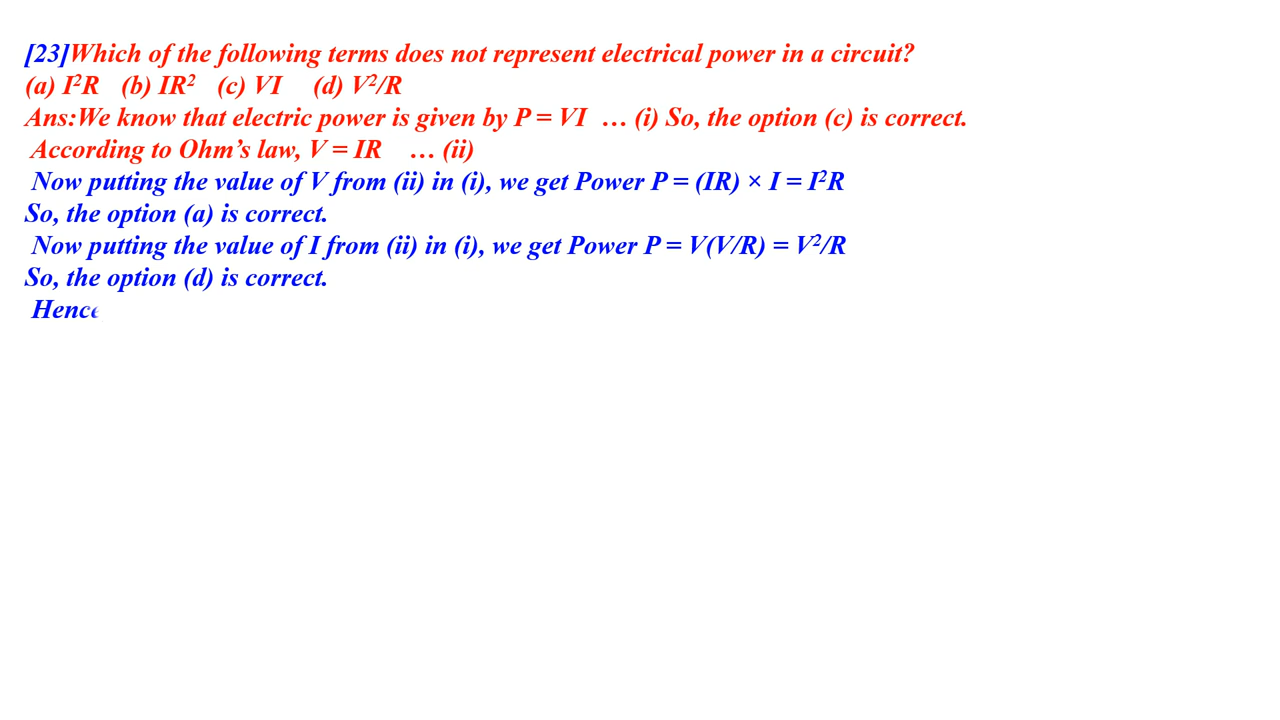 [23]Which of the following terms does not represent electrical power in a circuit?
(a) I²R (b) IR² (c) VI (d) V²/R
Ans:We know that electric power is given by P = VI … (i) So, the option (c) is correct.
According to Ohm’s law, V = IR … (ii)
Now putting the value of V from (ii) in (i), we get Power P = (IR) × I = I²R
So, the option (a) is correct.
Now putting the value of I from (ii) in (i), we get Power P = V(V/R) = V²/R
So, the option (d) is correct.
Hence